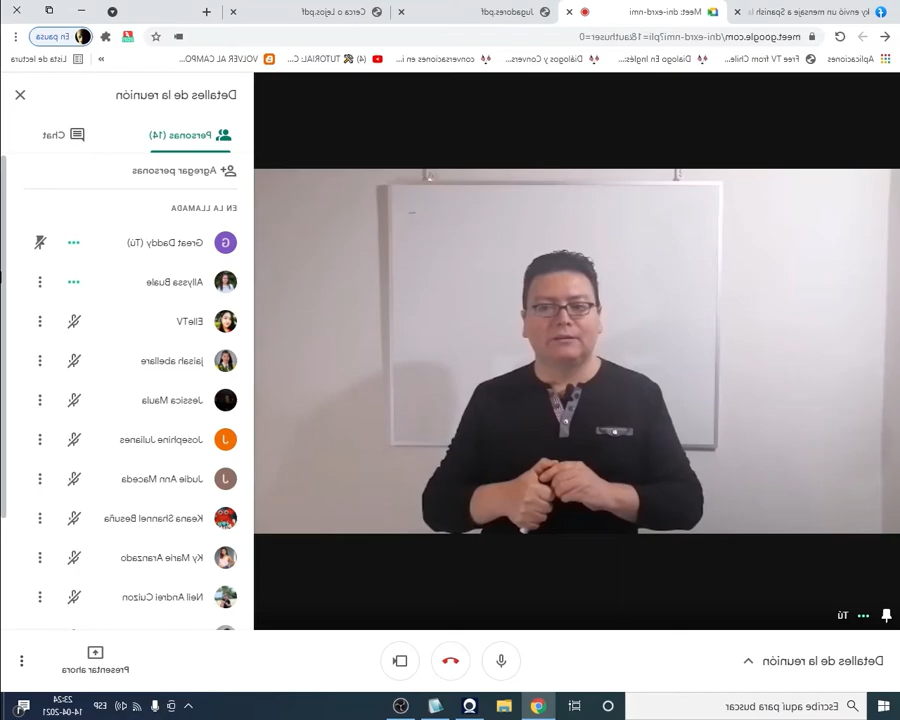 ky envió un mensaje a Spanish la
Meet: dni-exrd-nmi
Jugadores.pdf
Cerca o Lejos.pdf
meet.google.com/dni-exrd-nmi?pli=1&authuser=0
En pausa
Aplicaciones
Free TV from Chile,...
Dialogo en Inglés...
Diálogos y Convers...
conversaciones en i...
(4) TUTORIAL C...
VOLVER AL CAMPO
»
Lista de lectura
Detalles de la reunión
Personas (14)
Chat
Agregar personas
EN LA LLAMADA
G Great Daddy (Tú)
Allyssa Buale
ElleTV
jaisah abellare
Jessica Maula
J Josephine Julianes
J Judie Ann Maceda
Keana Shannel Besuña
Ky Marie Aranzado
Neil Andrei Cuizon
Tú
Detalles de la reunión
Presentar ahora
Escribe aquí para buscar
ESP
23:24
14-04-2021
1